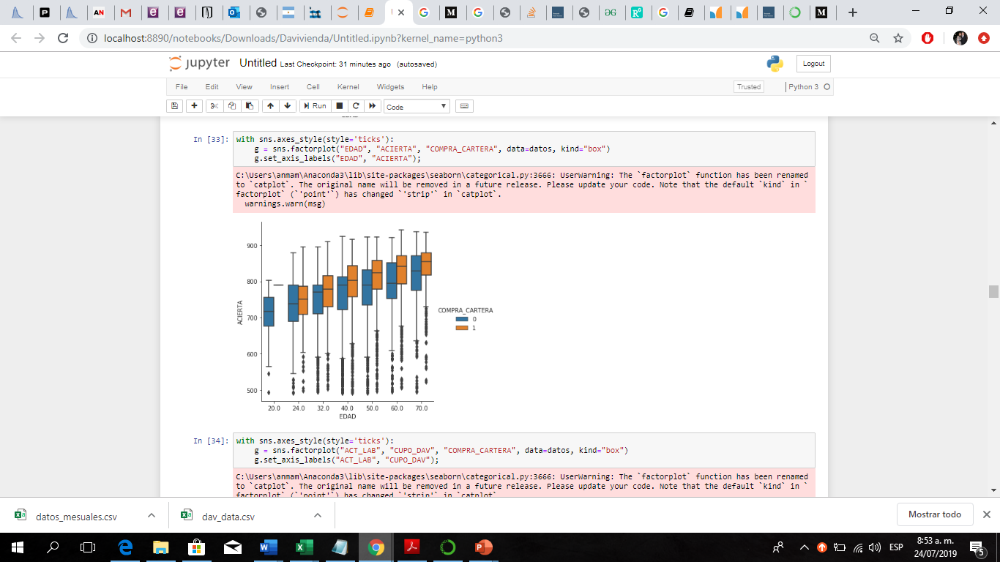 localhost:8890/notebooks/Downloads/Davivienda/Untitled.ipynb?kernel_name=python3
jupyter Untitled Last Checkpoint: 31 minutes ago (autosaved)
Logout
File Edit View Insert Cell Kernel Widgets Help
Trusted Python 3
Run Code
In [33]: with sns.axes_style(style='ticks'):
g = sns.factorplot("EDAD", "ACIERTA", "COMPRA_CARTERA", data=datos, kind="box")
g.set_axis_labels("EDAD", "ACIERTA");
C:\Users\anmam\Anaconda3\lib\site-packages\seaborn\categorical.py:3666: UserWarning: The `factorplot` function has been renamed
to `catplot`. The original name will be removed in a future release. Please update your code. Note that the default `kind` in `
factorplot` (`'point'`) has changed `'strip'` in `catplot`.
warnings.warn(msg)
900
800
700
600
500
ACIERTA
20.0 24.0 32.0 40.0 50.0 60.0 70.0
EDAD
COMPRA_CARTERA
0
1
In [34]: with sns.axes_style(style='ticks'):
g = sns.factorplot("ACT_LAB", "CUPO_DAV", "COMPRA_CARTERA", data=datos, kind="box")
g.set_axis_labels("ACT_LAB", "CUPO_DAV");
C:\Users\anmam\Anaconda3\lib\site-packages\seaborn\categorical.py:3666: UserWarning: The `factorplot` function has been renamed
to `catplot`. The original name will be removed in a future release. Please update your code. Note that the default `kind` in `
factorplot` (`'point'`) has changed `'strip'` in `catplot`.
datos_mesuales.csv
dav_data.csv
Mostrar todo
ESP
8:53 a. m.
24/07/2019
5